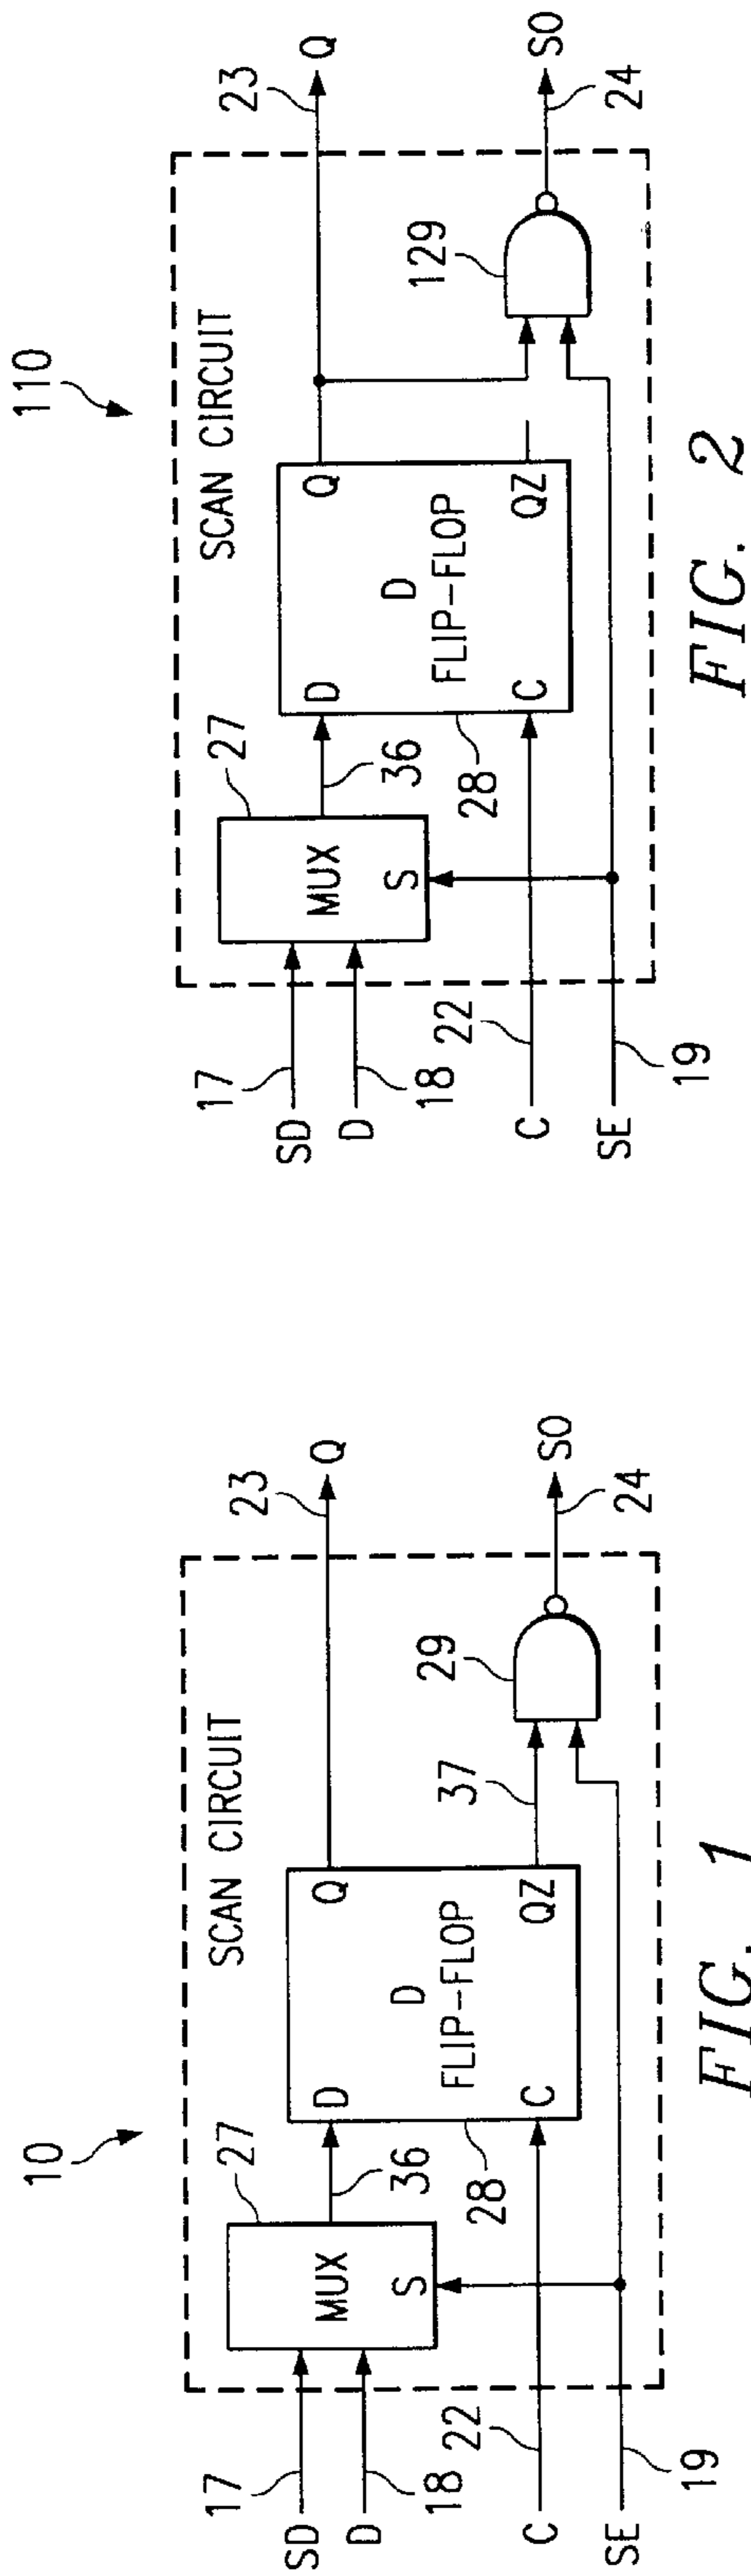 10
SCAN CIRCUIT
17
SD
D
18
27
MUX
S
36
D
Q
D
FLIP-FLOP
C
QZ
28
37
29
23
Q
SO
24
22
C
SE
19
FIG. 1
110
SCAN CIRCUIT
17
SD
D
18
27
MUX
S
36
D
Q
D
FLIP-FLOP
C
QZ
28
129
23
Q
SO
24
22
C
SE
19
FIG. 2